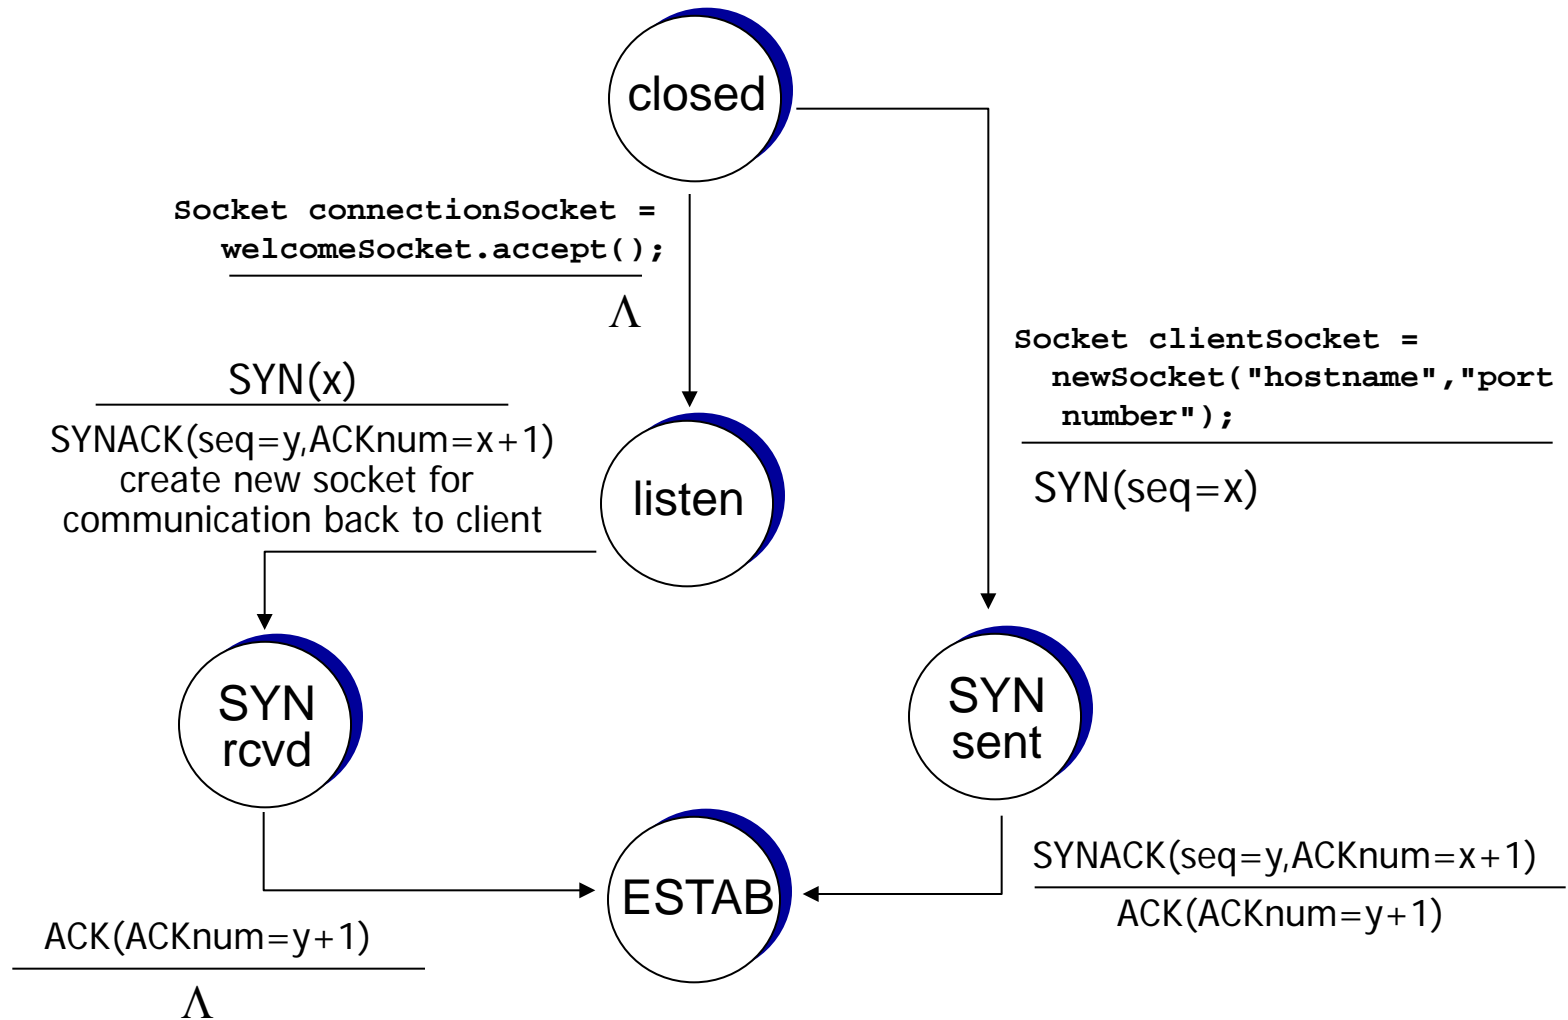 closed
Socket connectionSocket =
welcomeSocket.accept();
Λ
Socket clientSocket =
newSocket("hostname","port
number");
SYN(seq=x)
SYN(x)
SYNACK(seq=y,ACKnum=x+1)
create new socket for
communication back to client
listen
SYN
rcvd
SYN
sent
ESTAB
SYNACK(seq=y,ACKnum=x+1)
ACK(ACKnum=y+1)
ACK(ACKnum=y+1)
Λ